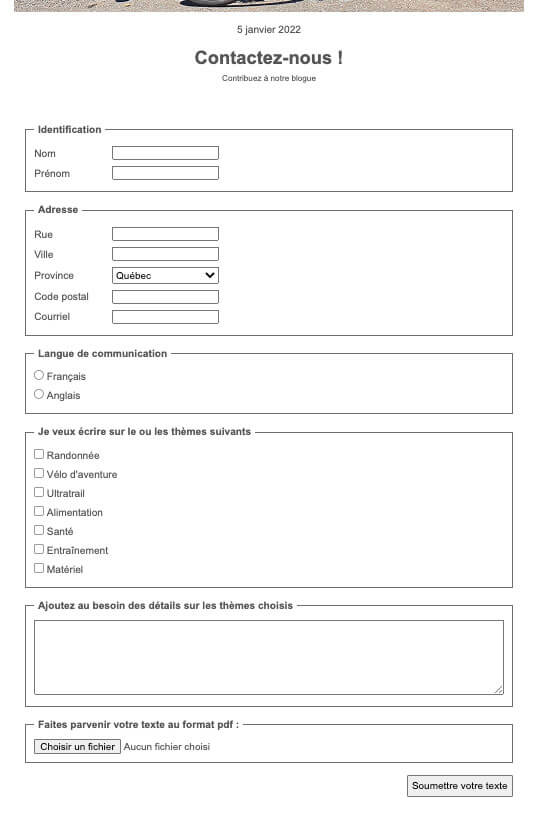 5 janvier 2022
Contactez-nous !
Contribuez à notre blogue
Identification
Nom
Prénom
Adresse
Rue
Ville
Province Québec
Code postal
Courriel
Langue de communication
Français
Anglais
Je veux écrire sur le ou les thèmes suivants
Randonnée
Vélo d'aventure
Ultratrail
Alimentation
Santé
Entraînement
Matériel
Ajoutez au besoin des détails sur les thèmes choisis
Faites parvenir votre texte au format pdf :
Choisir un fichier Aucun fichier choisi
Soumettre votre texte